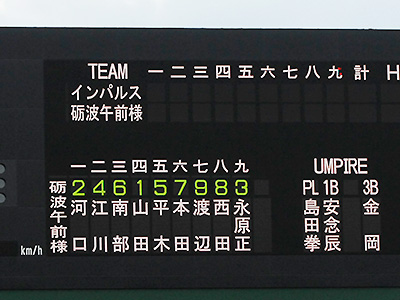 TEAM 一 二 三 四 五 六 七 八 九 計 H
インパルス
砺波午前様
一 二 三 四 五 六 七 八 九
2 4 6 1 5 7 9 8 3
砺波午前様
河口
江川
南部
山田
平木
本田
渡辺
西田
永原正
UMPIRE
PL 1B 3B
島田拳
安念辰
金岡
km/h